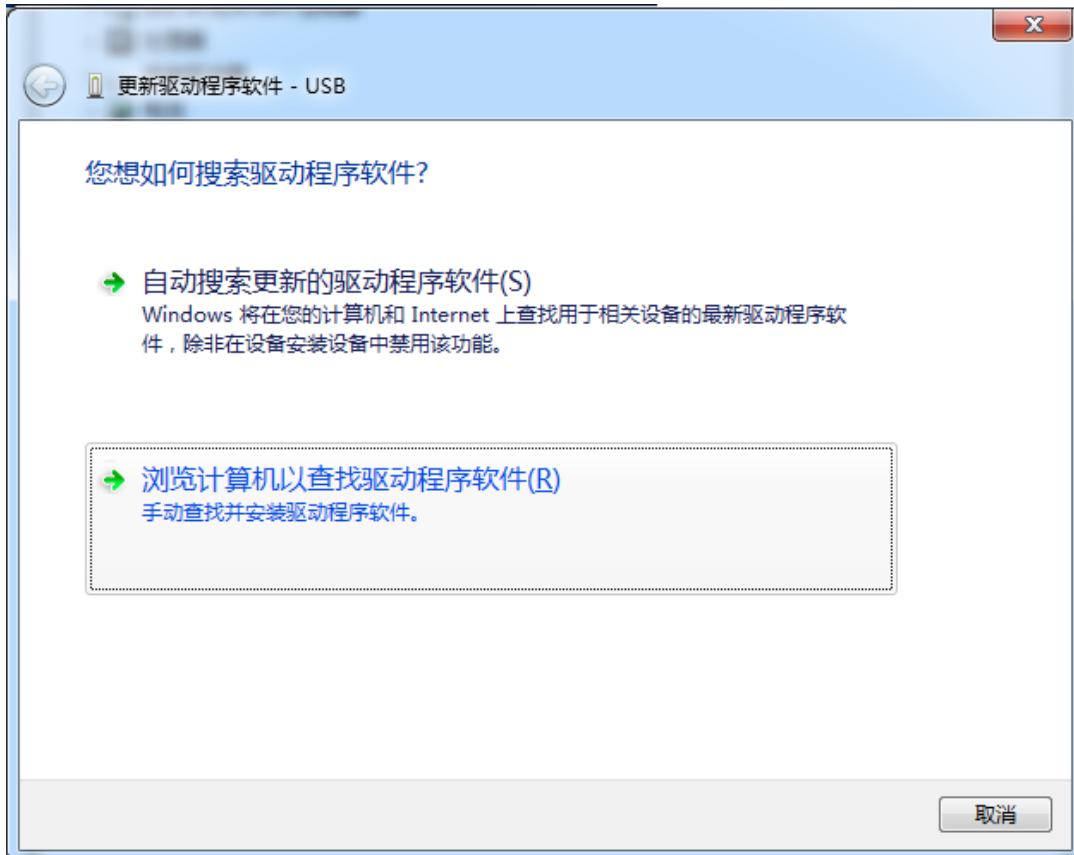 更新驱动程序软件 - USB
您想如何搜索驱动程序软件?
自动搜索更新的驱动程序软件(S)
Windows 将在您的计算机和 Internet 上查找用于相关设备的最新驱动程序软
件，除非在设备安装设备中禁用该功能。
浏览计算机以查找驱动程序软件(R)
手动查找并安装驱动程序软件。
取消